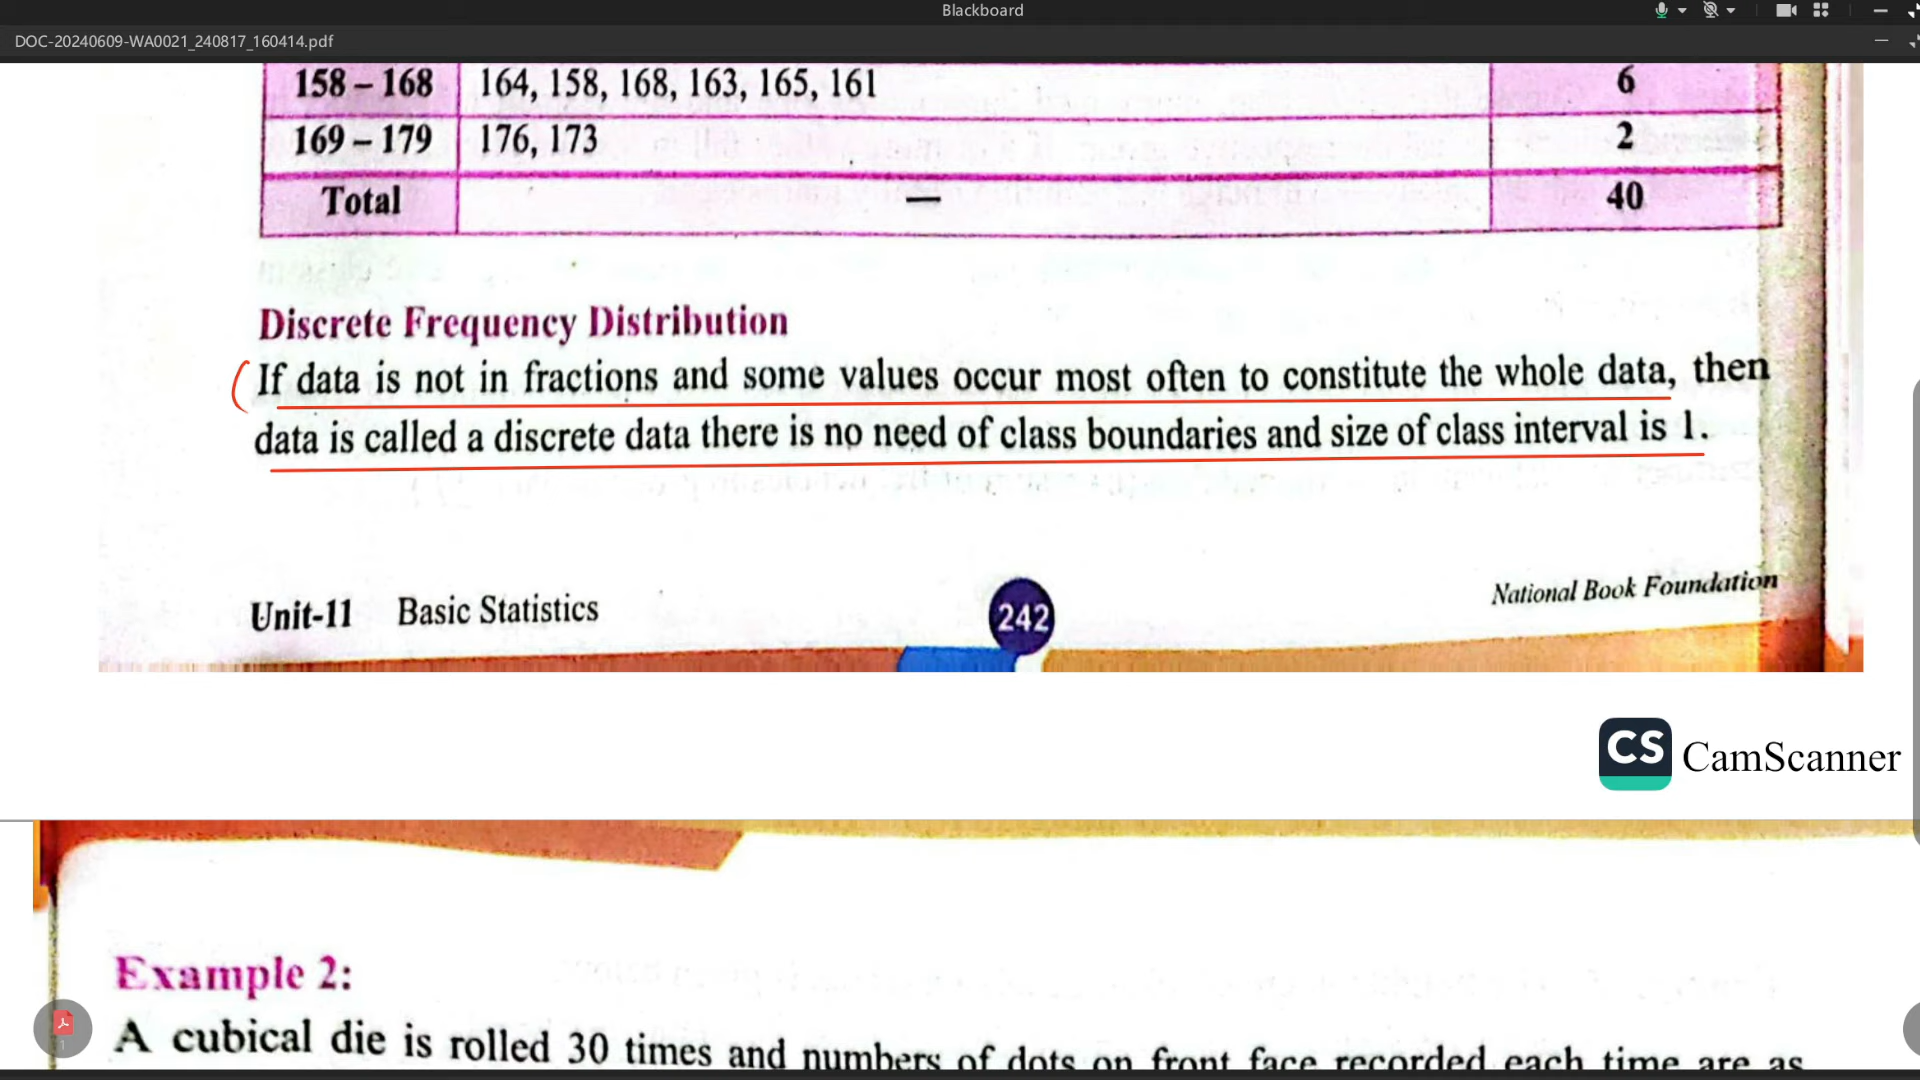 Blackboard
DOC-20240609-WA0021_240817_160414.pdf
158 – 168 164, 158, 168, 163, 165, 161 6
169 – 179 176, 173 2
Total — 40
Discrete Frequency Distribution
If data is not in fractions and some values occur most often to constitute the whole data, then
data is called a discrete data there is no need of class boundaries and size of class interval is 1.
Unit-11 Basic Statistics 242 National Book Foundation
CS CamScanner
Example 2:
A cubical die is rolled 30 times and numbers of dots on front face recorded each time are as
1